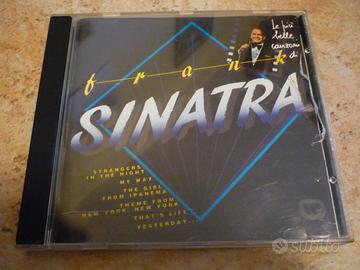 Le più
belle
canzoni
di
frank
SINATRA
STRANGERS
IN THE NIGHT
MY WAY
THE GIRL
FROM IPANEMA
THEME FROM
NEW YORK, NEW YORK
THAT'S LIFE
YESTERDAY...
subito